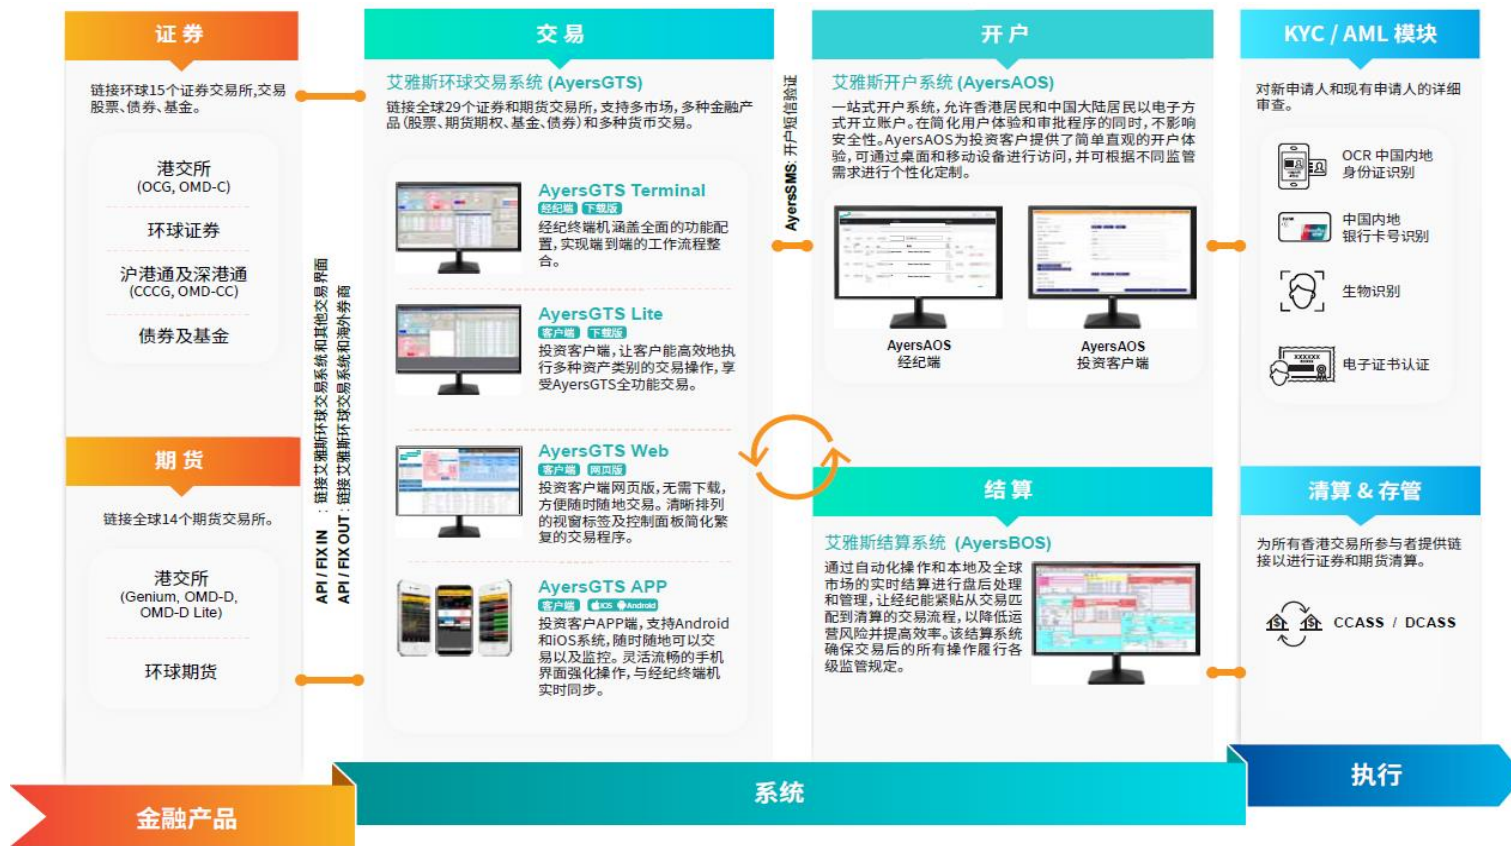 证 券
链接环球15个证券交易所,交易
股票、债券、基金。
港交所
(OCG, OMD-C)
环球证券
沪港通及深港通
(CCCG, OMD-CC)
债券及基金
期 货
链接全球14个期货交易所。
港交所
(Genium, OMD-D,
OMD-D Lite)
环球期货
API / FIX IN : 链接艾雅斯环球交易系统和其他交易界面
API / FIX OUT : 链接艾雅斯环球交易系统和海外券商
交 易
艾雅斯环球交易系统 (AyersGTS)
链接全球29个证券和期货交易所,支持多市场,多种金融产
品(股票、期货期权、基金、债券)和多种货币交易。
AyersGTS Terminal
经纪端 下载版
经纪终端机涵盖全面的功能配
置,实现端到端的工作流程整
合。
AyersGTS Lite
客户端 下载版
投资客户端,让客户能高效地执
行多种资产类别的交易操作,享
受AyersGTS全功能交易。
AyersGTS Web
客户端 网页版
投资客户端网页版,无需下载,
方便随时随地交易。清晰排列
的视窗标签及控制面板简化繁
复的交易程序。
AyersGTS APP
客户端 iOS Android
投资客户APP端,支持Android
和iOS系统,随时随地可以交
易以及监控。灵活流畅的手机
界面强化操作,与经纪终端机
实时同步。
AyersSMS: 开户短信验证
开 户
艾雅斯开户系统 (AyersAOS)
一站式开户系统,允许香港居民和中国大陆居民以电子方
式开立账户。在简化用户体验和审批程序的同时,不影响
安全性。AyersAOS为投资客户提供了简单直观的开户体
验,可通过桌面和移动设备进行访问,并可根据不同监管
需求进行个性化定制。
AyersAOS
经纪端
AyersAOS
投资客户端
结 算
艾雅斯结算系统 (AyersBOS)
通过自动化操作和本地及全球
市场的实时结算进行盘后处理
和管理,让经纪能紧贴从交易匹
配到清算的交易流程,以降低运
营风险并提高效率。该结算系统
确保交易后的所有操作履行各
级监管规定。
KYC / AML 模块
对新申请人和现有申请人的详细
审查。
OCR 中国内地
身份证识别
中国内地
银行卡号识别
生物识别
XXXXXX
电子证书认证
清算 & 存管
为所有香港交易所参与者提供链
接以进行证券和期货清算。
CCASS / DCASS
金融产品
系统
执行